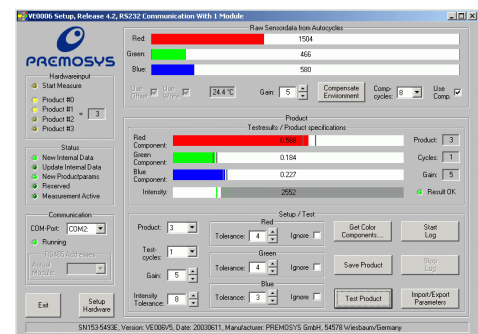 VE0006 Setup, Release 4.2, RS232 Communication With 1 Module
PREMOSYS
Hardwareinput
Start Measure
Product #0
Product #1
Product #2
Product #3
= 3
Status
New Internal Data
Update Internal Data
New Productparams
Reserved
Measurement Active
Communication
COM-Port: COM2
Running
RS485 Addresses
Actual
Module:
Exit
Setup
Hardware
Raw Sensordata from Autocycles
Red: 1504
Green: 466
Blue: 580
Use
Offset
Use
White
24.4 °C
Gain: 5
Compensate
Environment
Comp-
cycles: 8
Use
Comp.
Product
Testresults / Product specifications
Red
Component: 0.588
Green
Component: 0.184
Blue
Component: 0.227
Intensity: 2552
Product: 3
Cycles: 1
Gain: 5
Result OK
Setup / Test
Product: 3
Test-
cycles: 1
Gain: 5
Intensity
Tolerance: 8
Red
Tolerance: 4 Ignore
Green
Tolerance: 4 Ignore
Blue
Tolerance: 3 Ignore
Get Color
Components...
Save Product
Test Product
Start
Log
Stop
Log
Import/Export
Parameters
SN153-5493E, Version: VE006V5, Date: 20030611, Manufacturer: PREMOSYS GmbH, 54578 Wiesbaum/Germany